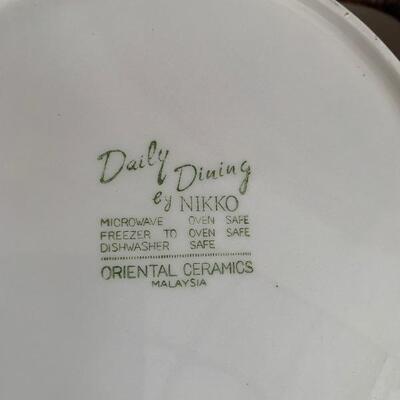 Daily
Dining
by NIKKO
MICROWAVE OVEN SAFE
FREEZER TO OVEN SAFE
DISHWASHER SAFE
ORIENTAL CERAMICS
MALAYSIA